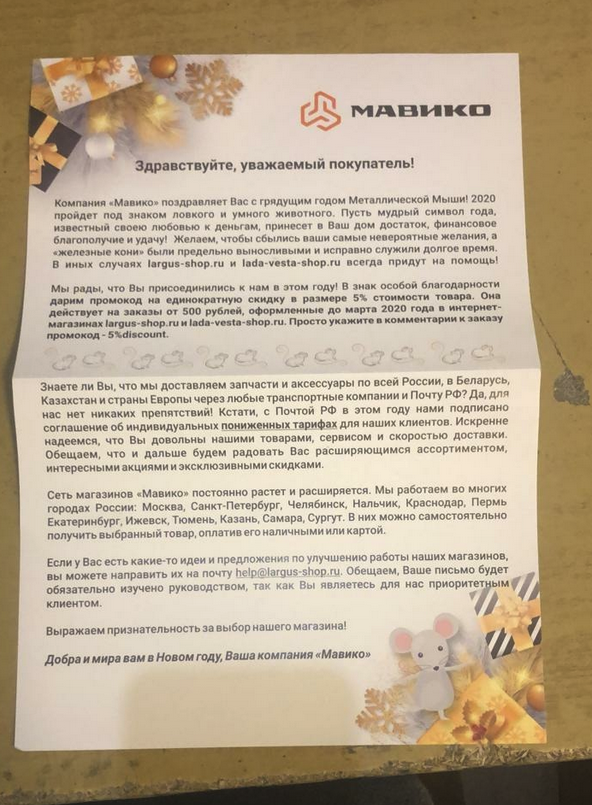 МАВИКО
Здравствуйте, уважаемый покупатель!
Компания «Мавико» поздравляет Вас с грядущим годом Металлической Мыши! 2020
пройдет под знаком ловкого и умного животного. Пусть мудрый символ года,
известный своею любовью к деньгам, принесет в Ваш дом достаток, финансовое
благополучие и удачу! Желаем, чтобы сбылись ваши самые невероятные желания, а
«железные кони» были предельно выносливыми и исправно служили долгое время.
В иных случаях largus-shop.ru и lada-vesta-shop.ru всегда придут на помощь!
Мы рады, что Вы присоединились к нам в этом году! В знак особой благодарности
дарим промокод на единократную скидку в размере 5% стоимости товара. Она
действует на заказы от 500 рублей, оформленные до марта 2020 года в интернет-
магазинах largus-shop.ru и lada-vesta-shop.ru. Просто укажите в комментарии к заказу
промокод - 5%discount.
Знаете ли Вы, что мы доставляем запчасти и аксессуары по всей России, в Беларусь,
Казахстан и страны Европы через любые транспортные компании и Почту РФ? Да, для
нас нет никаких препятствий! Кстати, с Почтой РФ в этом году нами подписано
соглашение об индивидуальных пониженных тарифах для наших клиентов. Искренне
надеемся, что Вы довольны нашими товарами, сервисом и скоростью доставки.
Обещаем, что и дальше будем радовать Вас расширяющимся ассортиментом,
интересными акциями и эксклюзивными скидками.
Сеть магазинов «Мавико» постоянно растет и расширяется. Мы работаем во многих
городах России: Москва, Санкт-Петербург, Челябинск, Нальчик, Краснодар, Пермь
Екатеринбург, Ижевск, Тюмень, Казань, Самара, Сургут. В них можно самостоятельно
получить выбранный товар, оплатив его наличными или картой.
Если у Вас есть какие-то идеи и предложения по улучшению работы наших магазинов,
вы можете направить их на почту help@largus-shop.ru. Обещаем, Ваше письмо будет
обязательно изучено руководством, так как Вы являетесь для нас приоритетным
клиентом.
Выражаем признательность за выбор нашего магазина!
Добра и мира вам в Новом году, Ваша компания «Мавико»